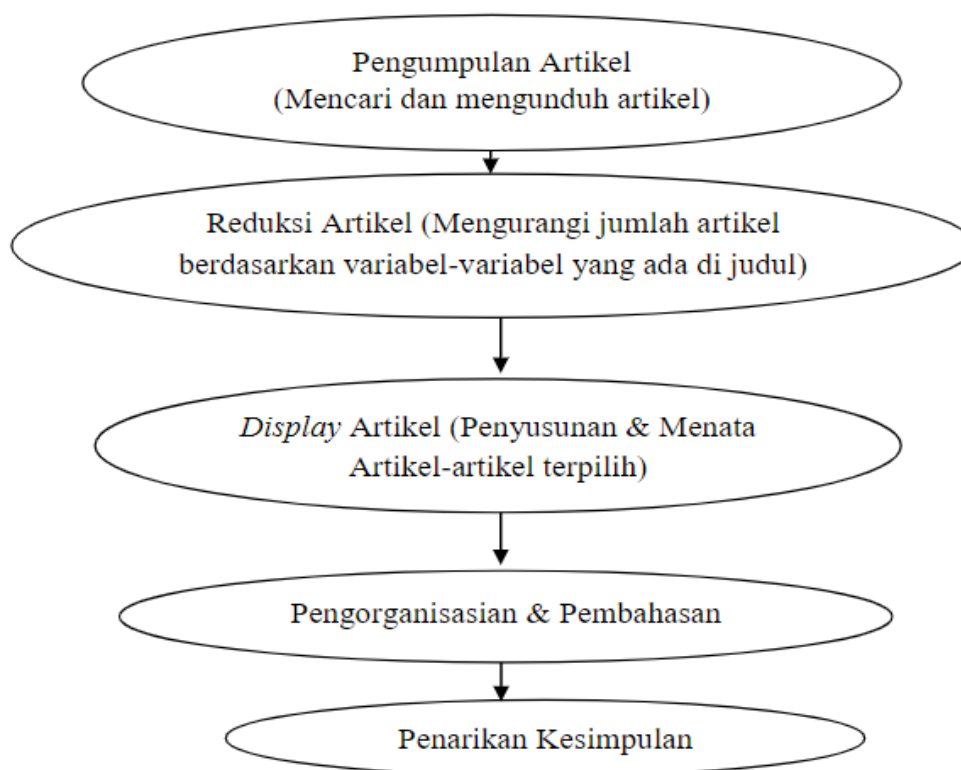 Pengumpulan Artikel
(Mencari dan mengunduh artikel)
Reduksi Artikel (Mengurangi jumlah artikel
berdasarkan variabel-variabel yang ada di judul)
Display Artikel (Penyusunan & Menata
Artikel-artikel terpilih)
Pengorganisasian & Pembahasan
Penarikan Kesimpulan